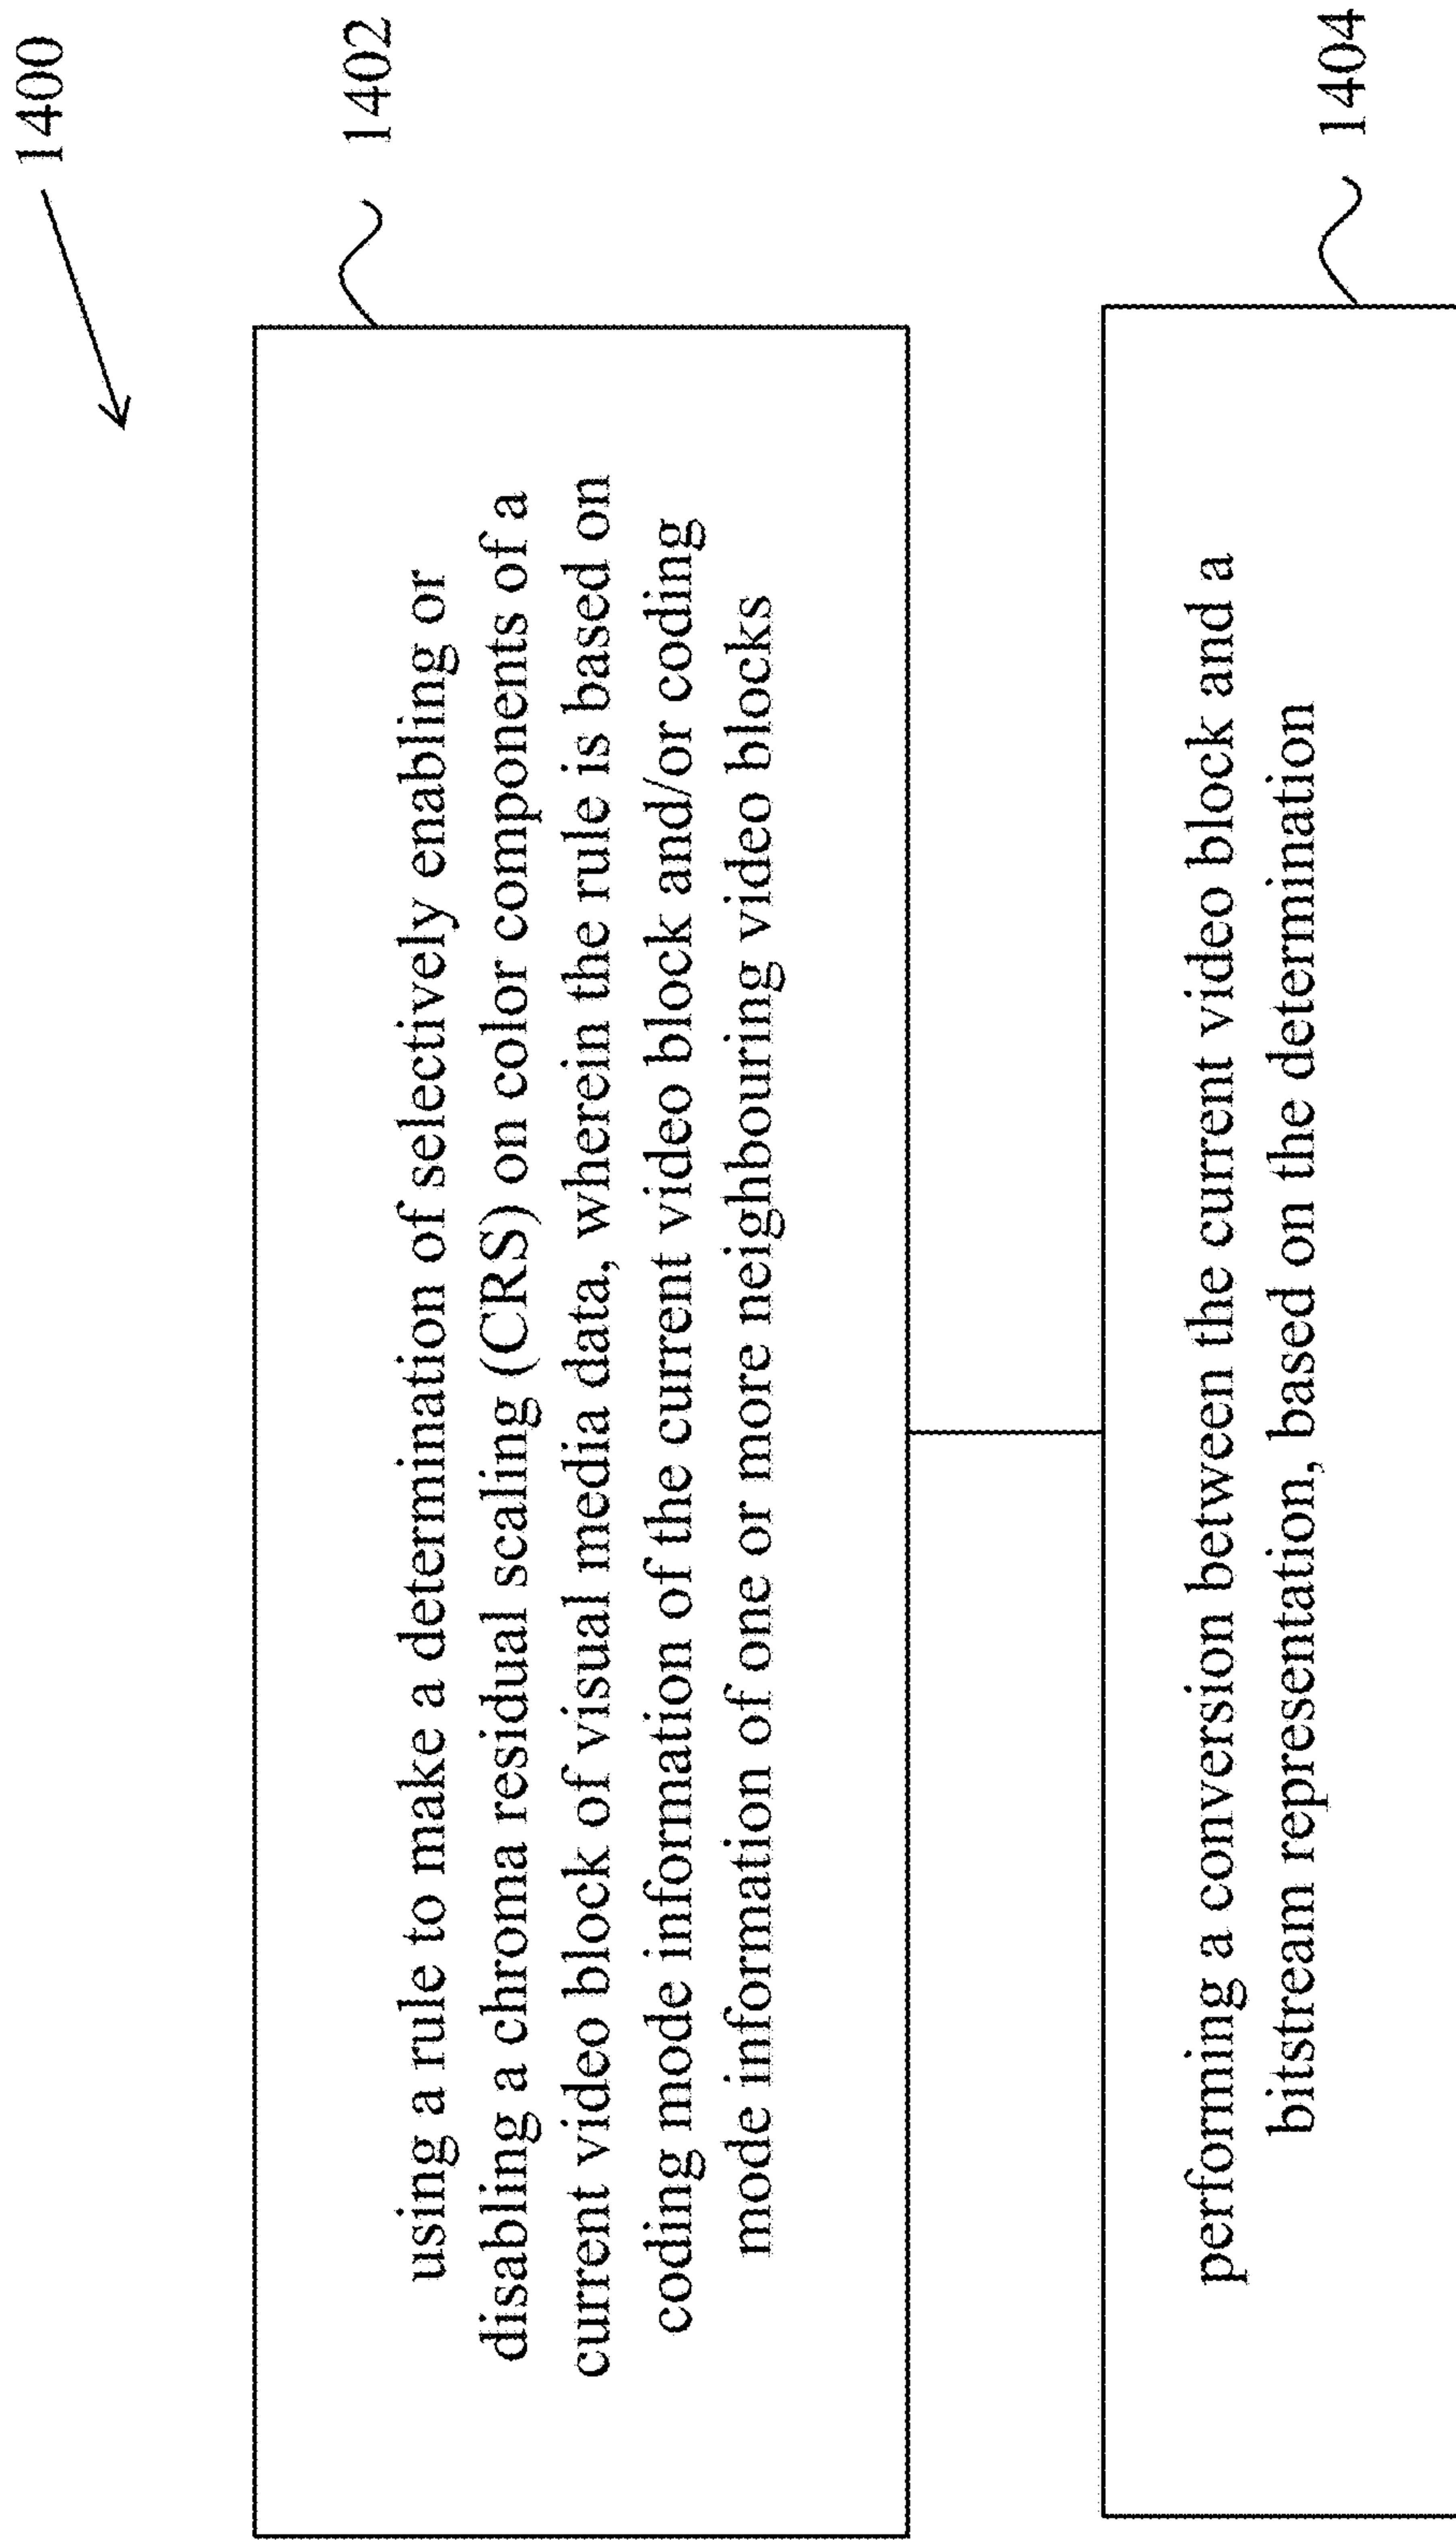 1400
1402
using a rule to make a determination of selectively enabling or
disabling a chroma residual scaling (CRS) on color components of a
current video block of visual media data, wherein the rule is based on
coding mode information of the current video block and/or coding
mode information of one or more neighbouring video blocks
1404
performing a conversion between the current video block and a
bitstream representation, based on the determination